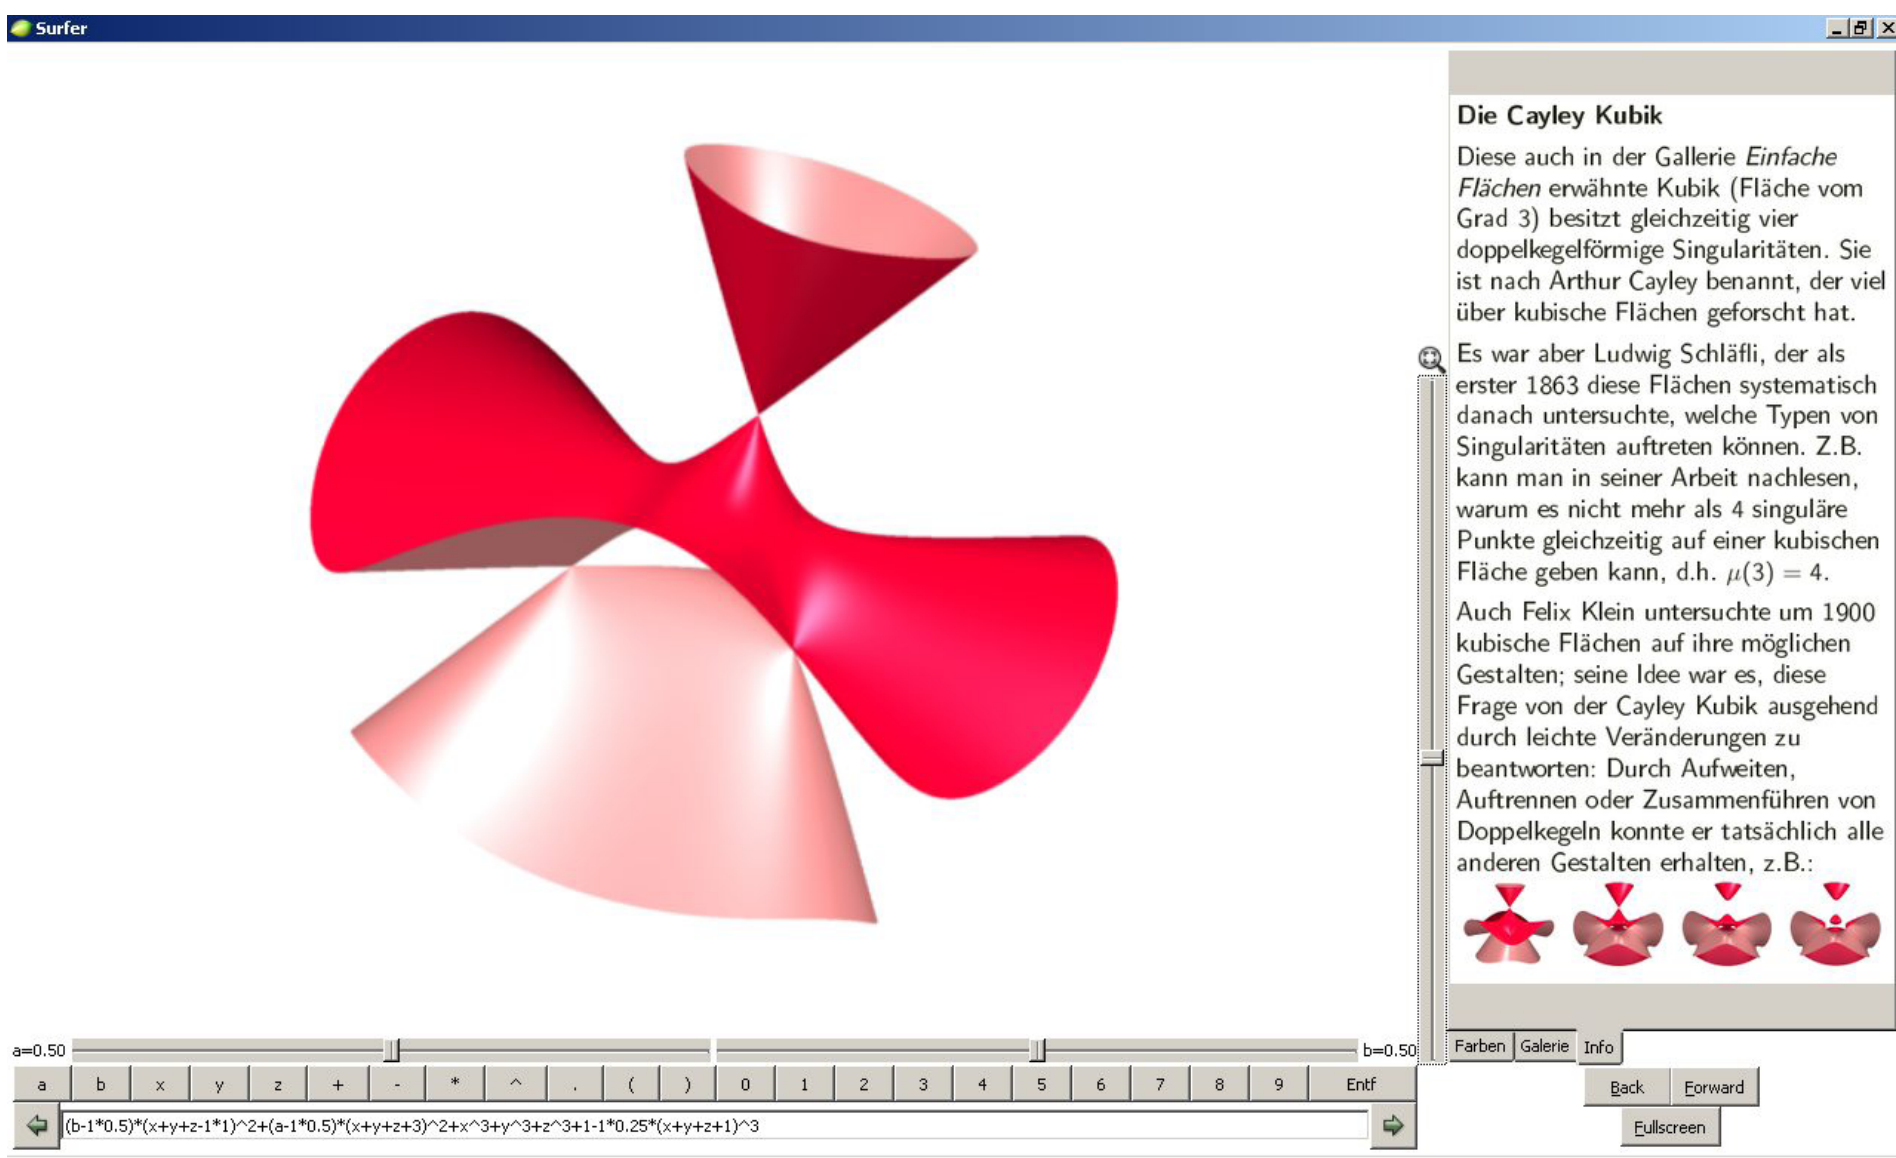 Surfer
Die Cayley Kubik
Diese auch in der Gallerie Einfache
Flächen erwähnte Kubik (Fläche vom
Grad 3) besitzt gleichzeitig vier
doppelkegelförmige Singularitäten. Sie
ist nach Arthur Cayley benannt, der viel
über kubische Flächen geforscht hat.
Es war aber Ludwig Schläfli, der als
erster 1863 diese Flächen systematisch
danach untersuchte, welche Typen von
Singularitäten auftreten können. Z.B.
kann man in seiner Arbeit nachlesen,
warum es nicht mehr als 4 singuläre
Punkte gleichzeitig auf einer kubischen
Fläche geben kann, d.h. μ(3) = 4.
Auch Felix Klein untersuchte um 1900
kubische Flächen auf ihre möglichen
Gestalten; seine Idee war es, diese
Frage von der Cayley Kubik ausgehend
durch leichte Veränderungen zu
beantworten: Durch Aufweiten,
Auftrennen oder Zusammenführen von
Doppelkegeln konnte er tatsächlich alle
anderen Gestalten erhalten, z.B.:
a=0.50 b=0.50
Farben Galerie Info
a b x y z + - * ^ . ( ) 0 1 2 3 4 5 6 7 8 9 Entf
Back Forward
(b-1*0.5)*(x+y+z-1*1)^2+(a-1*0.5)*(x+y+z+3)^2+x^3+y^3+z^3+1-1*0.25*(x+y+z+1)^3
Fullscreen